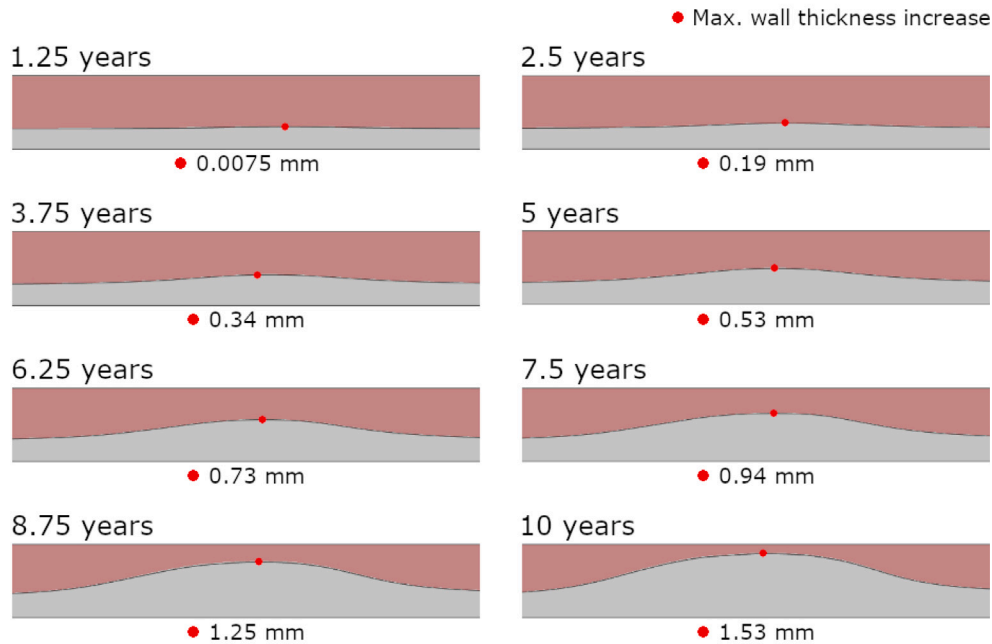 Max. wall thickness increase
1.25 years
0.0075 mm
2.5 years
0.19 mm
3.75 years
0.34 mm
5 years
0.53 mm
6.25 years
0.73 mm
7.5 years
0.94 mm
8.75 years
1.25 mm
10 years
1.53 mm